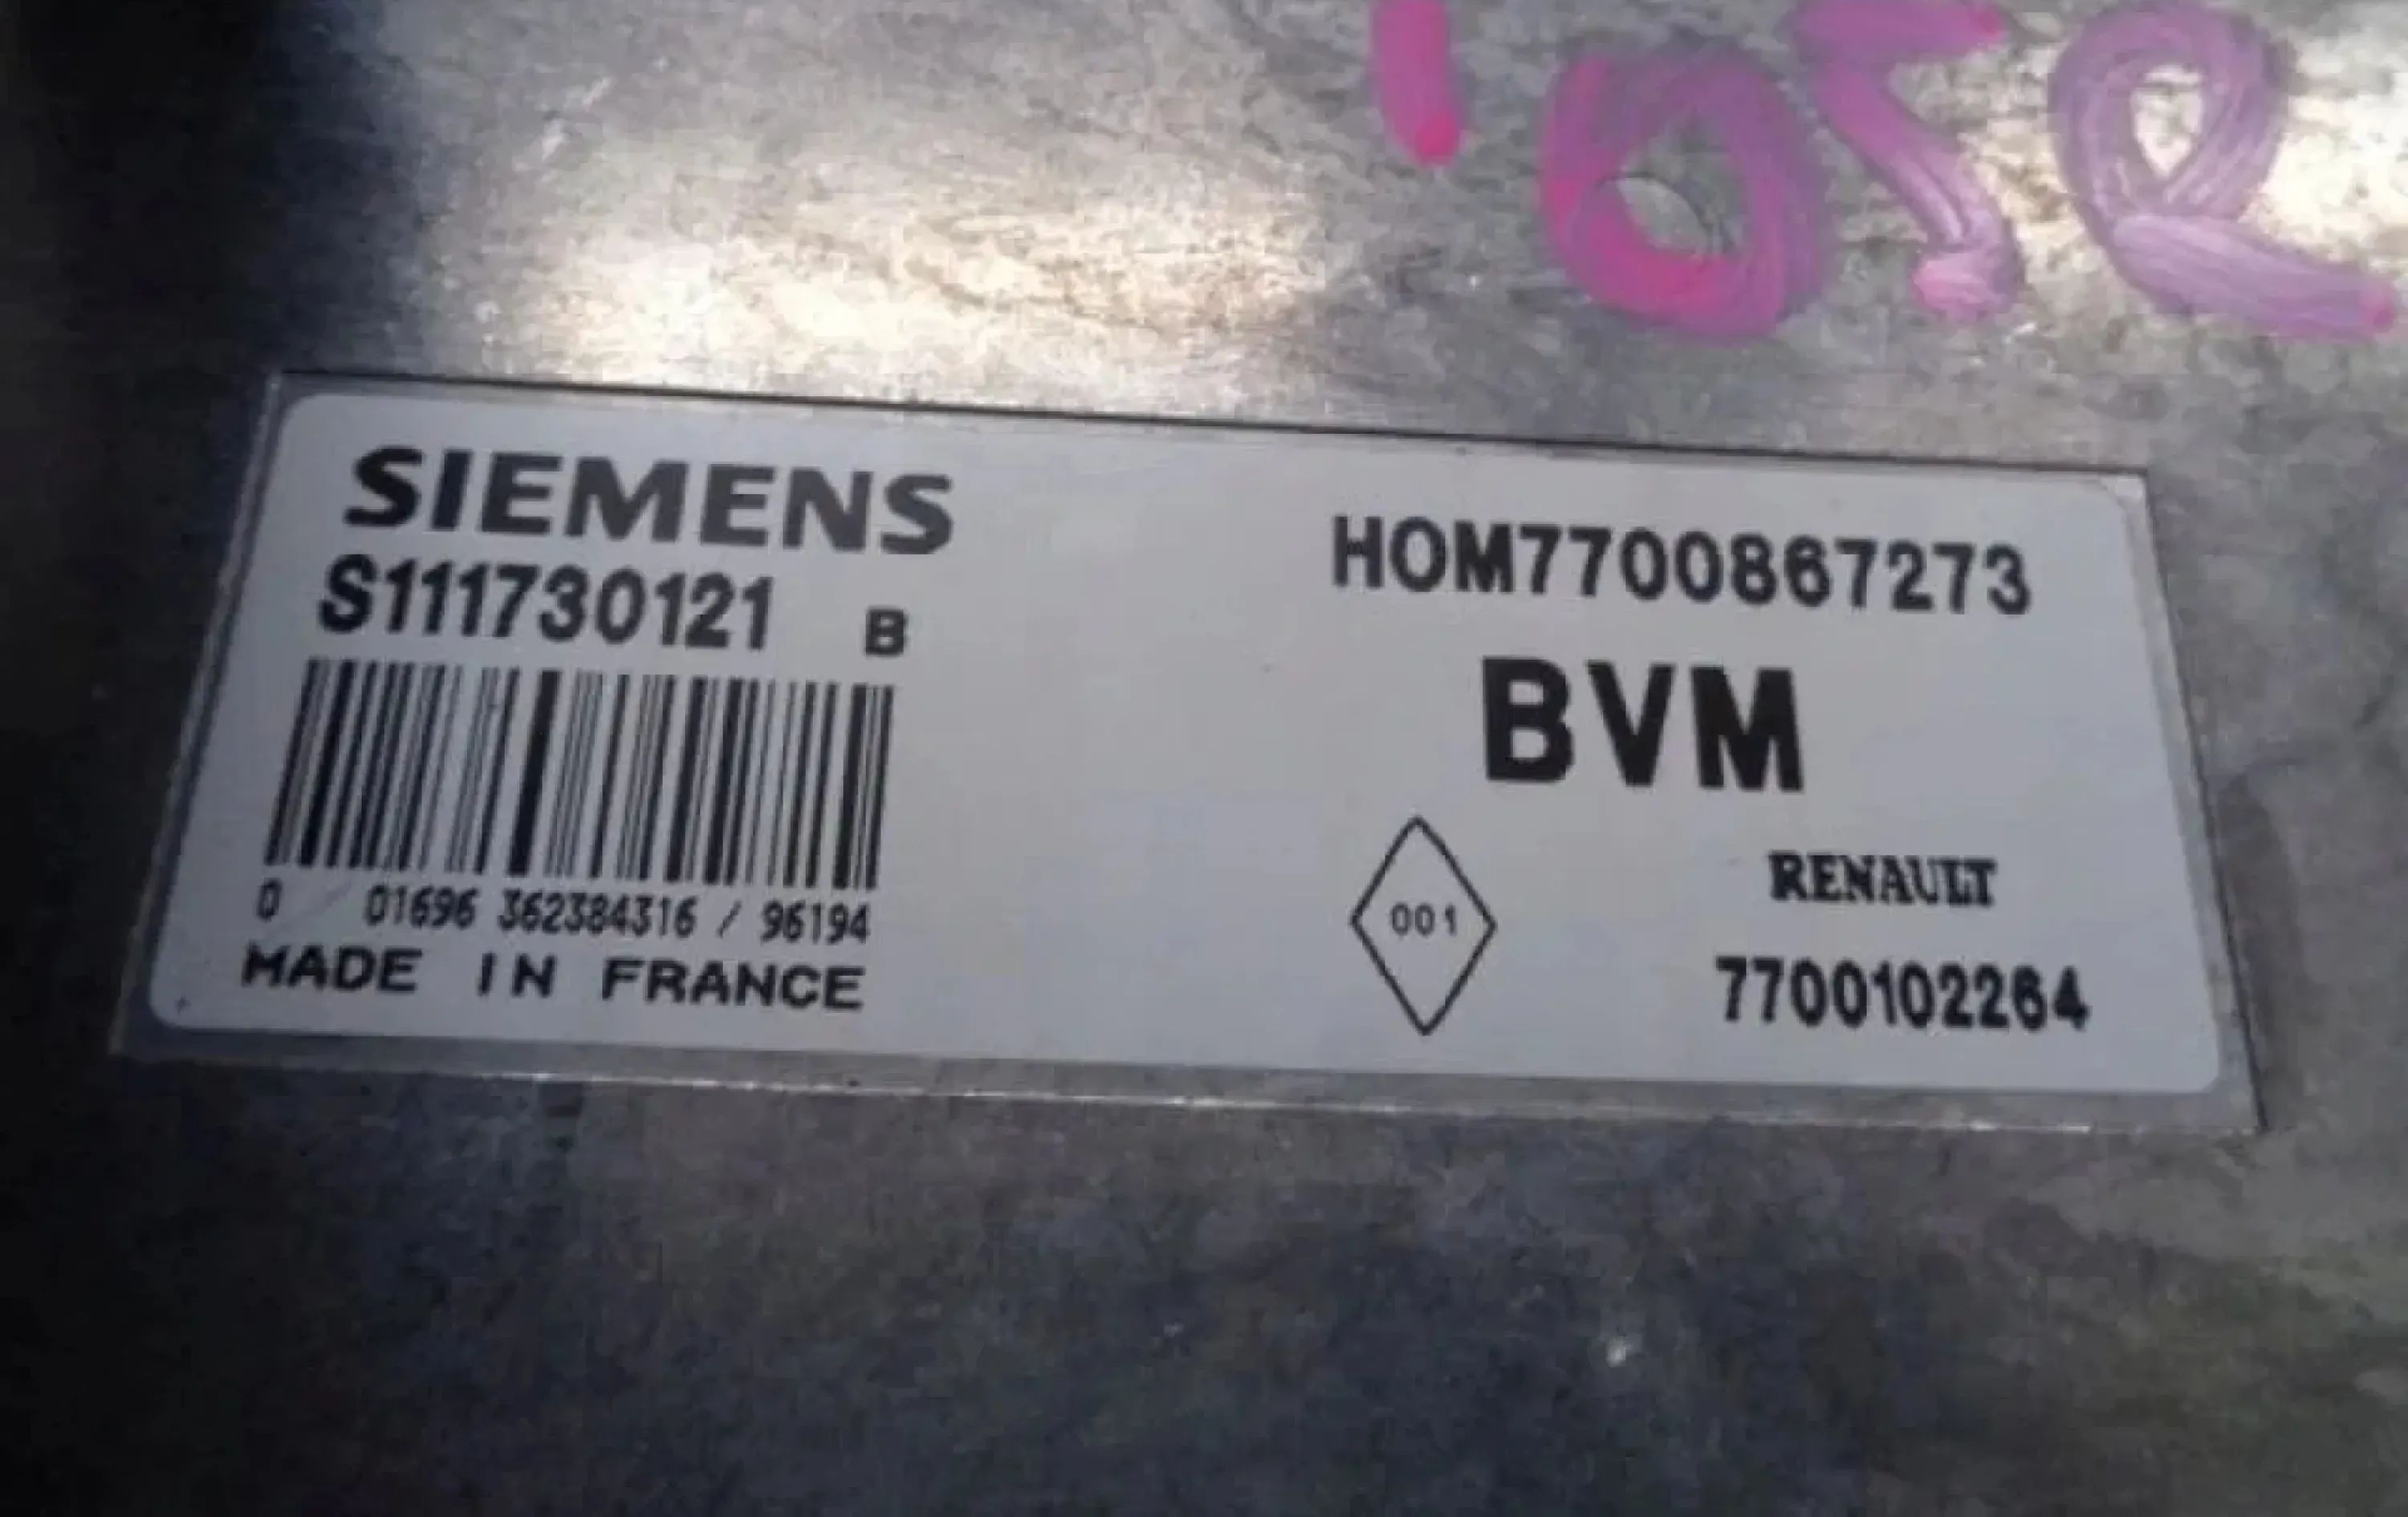 SIEMENS
S111730121 B
0 01696 362384316 / 96194
MADE IN FRANCE
HOM7700867273
BVM
001
RENAULT
7700102264